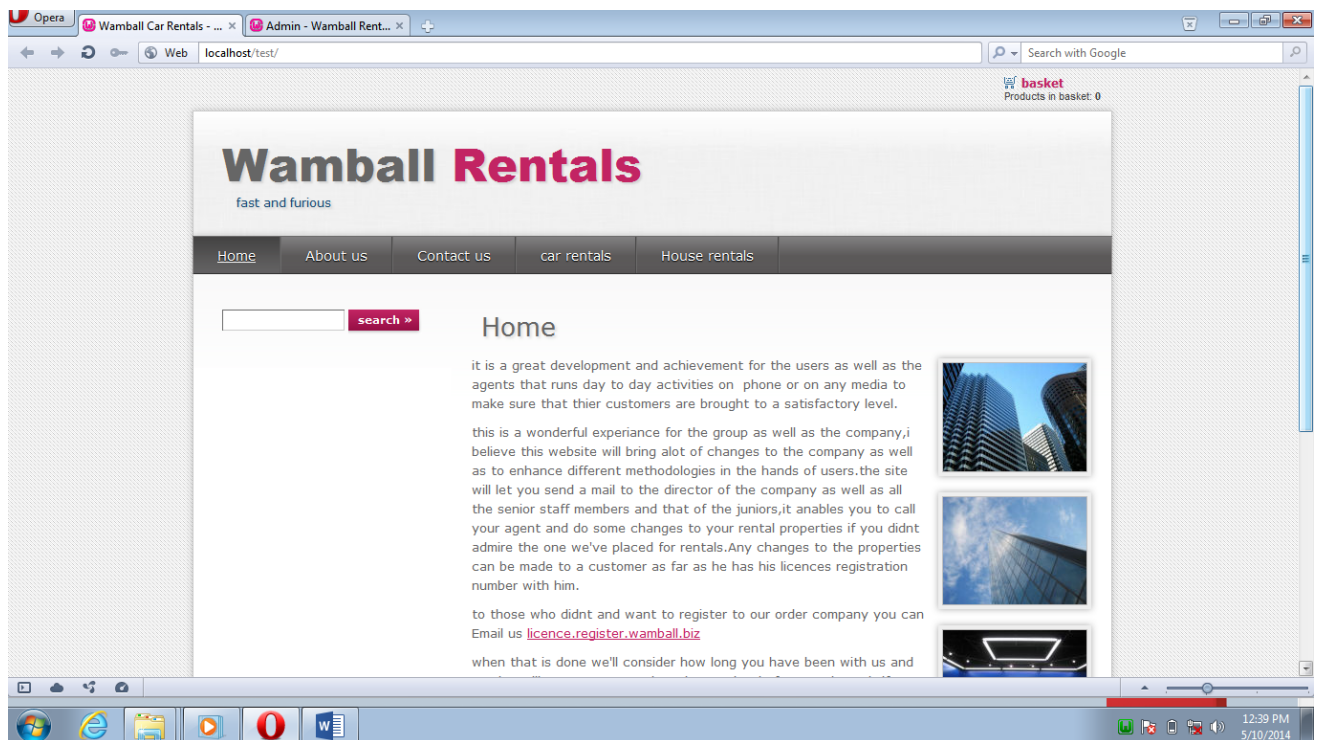 Opera
Wamball Car Rentals - ...
Admin - Wamball Rent...
Web
localhost/test/
Search with Google
basket
Products in basket: 0
Wamball Rentals
fast and furious
Home
About us
Contact us
car rentals
House rentals
search »
Home
it is a great development and achievement for the users as well as the
agents that runs day to day activities on phone or on any media to
make sure that thier customers are brought to a satisfactory level.
this is a wonderful experiance for the group as well as the company,i
believe this website will bring alot of changes to the company as well
as to enhance different methodologies in the hands of users.the site
will let you send a mail to the director of the company as well as all
the senior staff members and that of the juniors,it anables you to call
your agent and do some changes to your rental properties if you didnt
admire the one we've placed for rentals.Any changes to the properties
can be made to a customer as far as he has his licences registration
number with him.
to those who didnt and want to register to our order company you can
Email us licence.register.wamball.biz
when that is done we'll consider how long you have been with us and
12:39 PM
5/10/2014